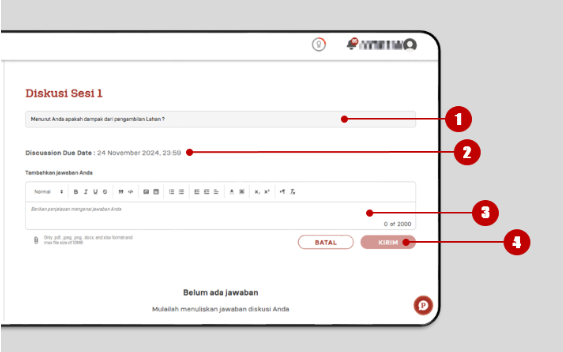 Diskusi Sesi 1
Menurut Anda apakah dampak dari pengambilan Lahan ?
1
Discussion Due Date : 24 November 2024, 23:59
2
Tambahkan jawaban Anda
Normal B I U
Berikan penjelasan mengenai jawaban Anda
3
0 of 2000
Only .pdf, .jpeg, .png, .docx, and xlsx format and
max file size of 10MB
BATAL
KIRIM
4
Belum ada jawaban
Mulailah menuliskan jawaban diskusi Anda